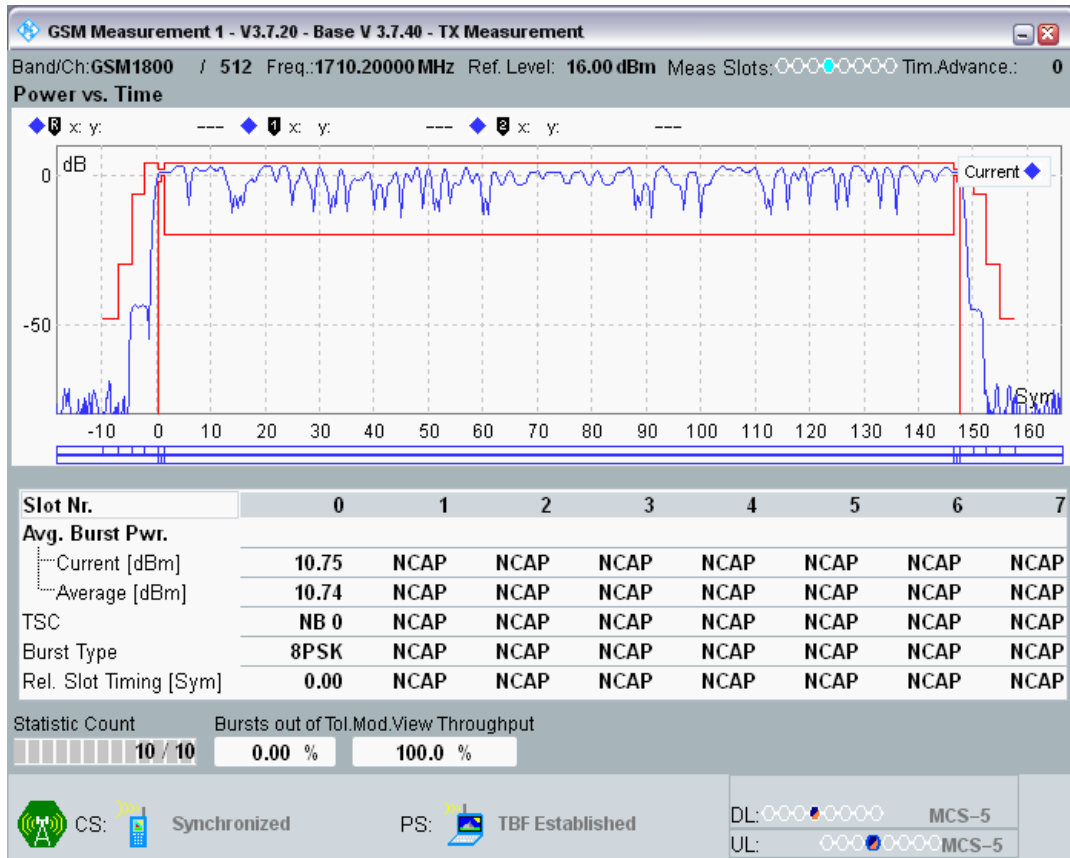 GSM Measurement 1 - V3.7.20 - Base V 3.7.40 - TX Measurement
Band/Ch:GSM1800 / 512 Freq.:1710.20000 MHz Ref. Level: 16.00 dBm Meas Slots: Tim.Advance.: 0
Power vs. Time
R x: y: --- 1 x: y: --- 2 x: y: ---
dB
Current
0
-50
Sym
-10 0 10 20 30 40 50 60 70 80 90 100 110 120 130 140 150 160
Slot Nr. 0 1 2 3 4 5 6 7
Avg. Burst Pwr.
Current [dBm] 10.75 NCAP NCAP NCAP NCAP NCAP NCAP NCAP
Average [dBm] 10.74 NCAP NCAP NCAP NCAP NCAP NCAP NCAP
TSC NB 0 NCAP NCAP NCAP NCAP NCAP NCAP NCAP
Burst Type 8PSK NCAP NCAP NCAP NCAP NCAP NCAP NCAP
Rel. Slot Timing [Sym] 0.00 NCAP NCAP NCAP NCAP NCAP NCAP NCAP
Statistic Count Bursts out of Tol.Mod.View Throughput
10 / 10 0.00 % 100.0 %
CS: Synchronized PS: TBF Established DL: MCS-5
UL: MCS-5